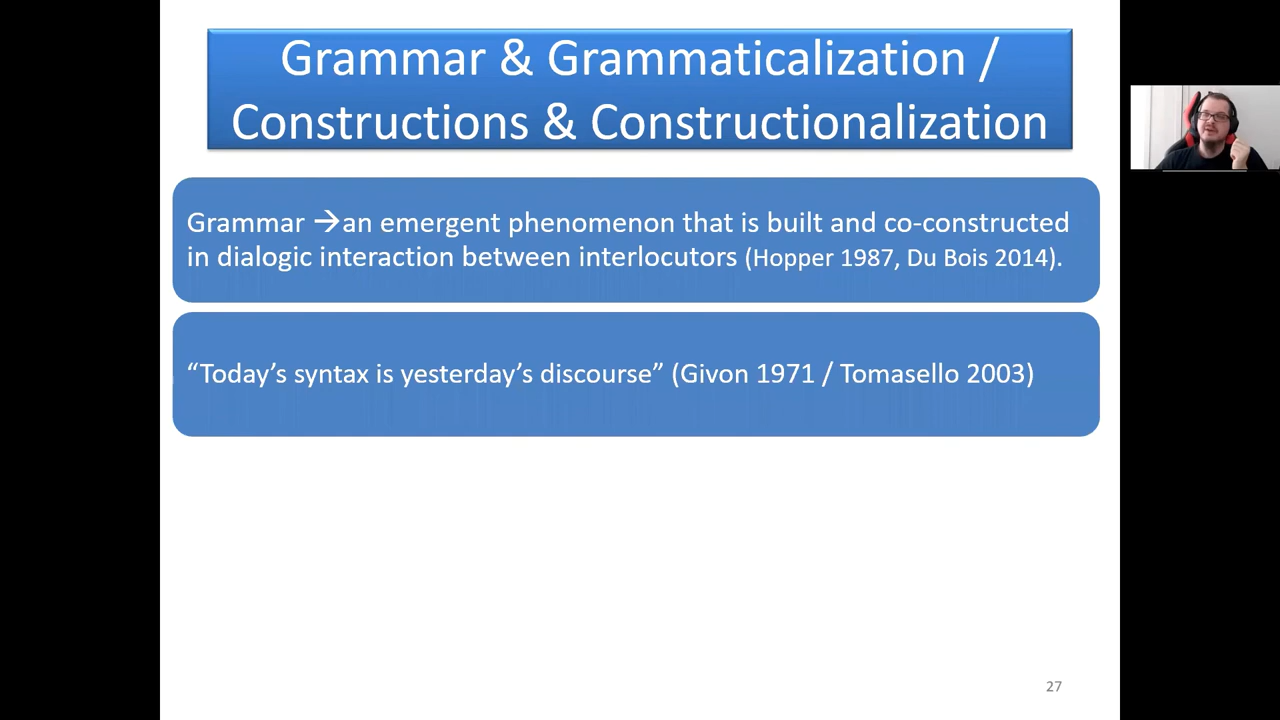 Grammar & Grammaticalization /
Constructions & Constructionalization
Grammar →an emergent phenomenon that is built and co-constructed
in dialogic interaction between interlocutors (Hopper 1987, Du Bois 2014).
“Today’s syntax is yesterday’s discourse” (Givon 1971 / Tomasello 2003)
27